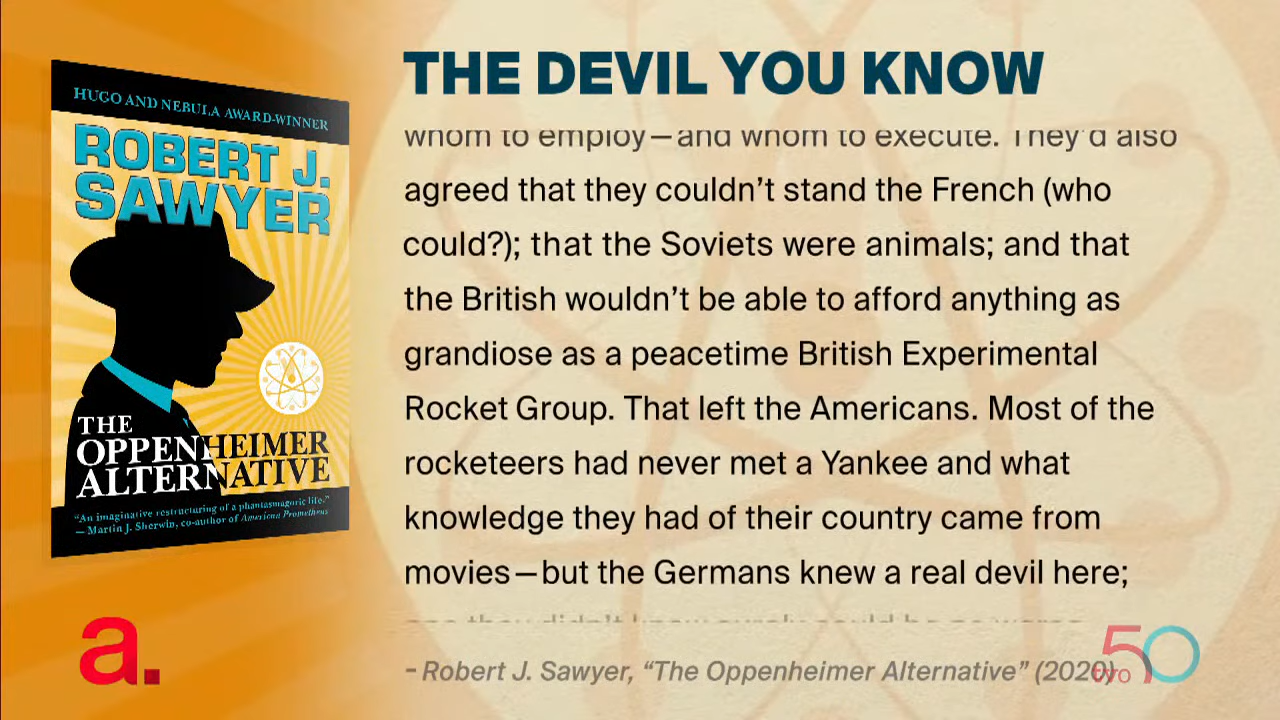 HUGO AND NEBULA AWARD-WINNER
ROBERT J.
SAWYER
THE
OPPENHEIMER
ALTERNATIVE
“An imaginative restructuring of a phantasmagoric life.”
— Martin J. Sherwin, co-author of American Prometheus
THE DEVIL YOU KNOW
whom to employ—and whom to execute. They’d also
agreed that they couldn’t stand the French (who
could?); that the Soviets were animals; and that
the British wouldn’t be able to afford anything as
grandiose as a peacetime British Experimental
Rocket Group. That left the Americans. Most of the
rocketeers had never met a Yankee and what
knowledge they had of their country came from
movies—but the Germans knew a real devil here;
- Robert J. Sawyer, “The Oppenheimer Alternative” (2020)
a.
tvo 50